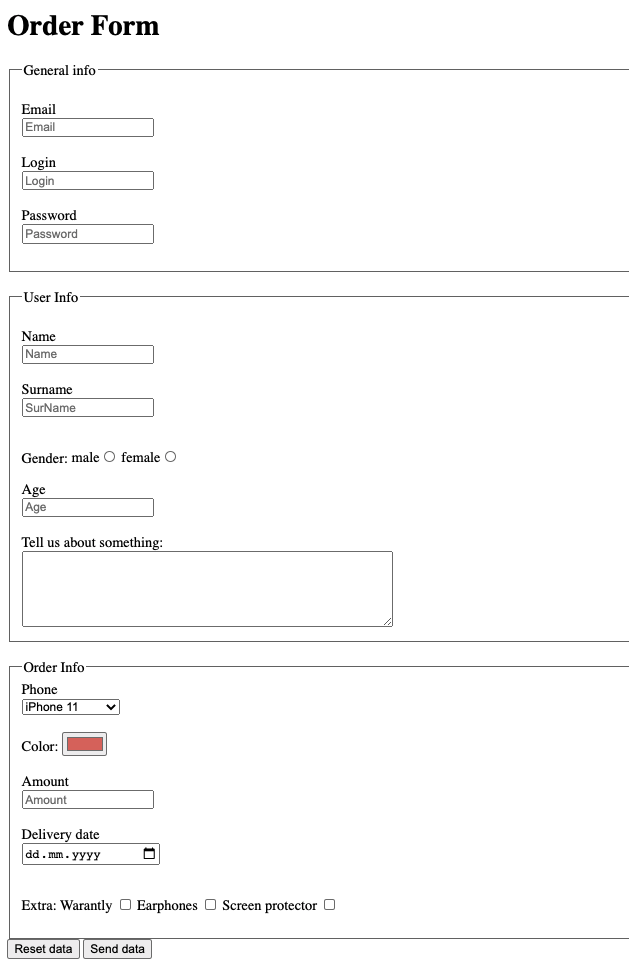 Order Form
General info
Email
Email
Login
Login
Password
Password
User Info
Name
Name
Surname
SurName
Gender: male female
Age
Age
Tell us about something:
Order Info
Phone
iPhone 11
Color:
Amount
Amount
Delivery date
dd.mm.yyyy
Extra: Warantly Earphones Screen protector
Reset data Send data